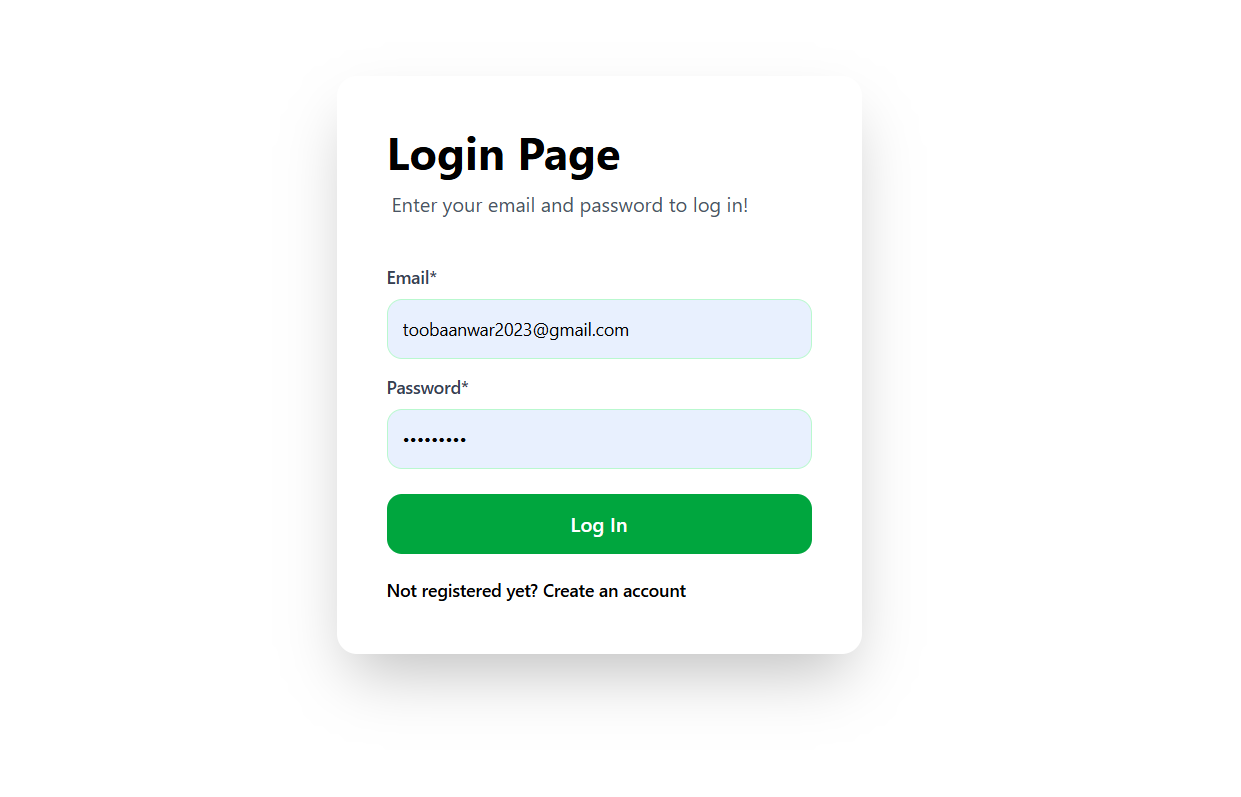 Login Page
Enter your email and password to log in!
Email*
toobaanwar2023@gmail.com
Password*
•••••••••
Log In
Not registered yet? Create an account